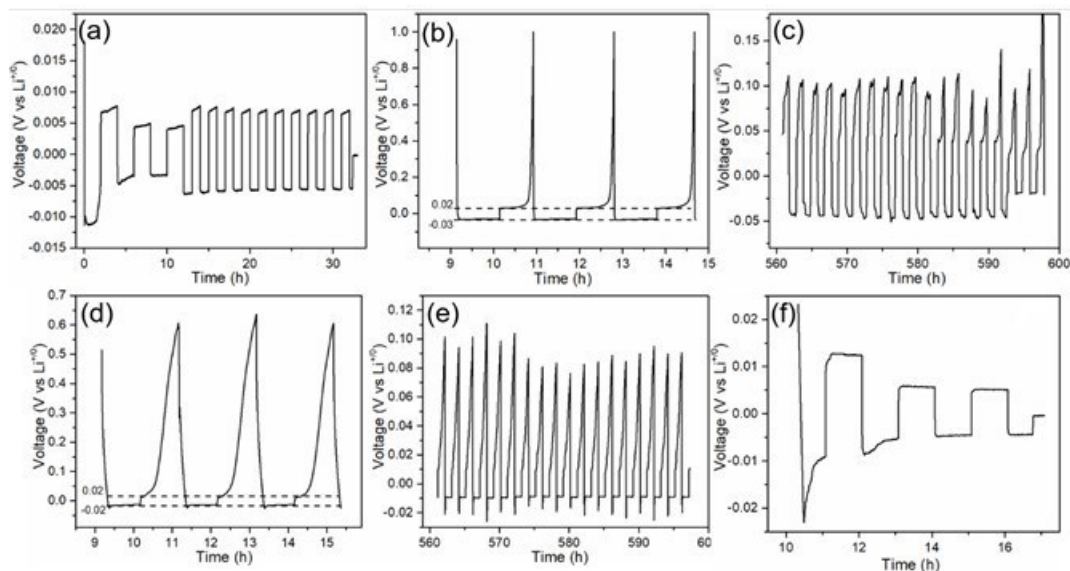 (a)
0.020
0.015
0.010
0.005
0.000
-0.005
-0.010
-0.015
Voltage (V vs Li+/0)
0 10 20 30
Time (h)
(b)
1.0
0.8
0.6
0.4
0.2
0.0
0.02
-0.03
Voltage (V vs Li+/0)
8 9 10 11 12 13 14 15
Time (h)
(c)
0.15
0.10
0.05
0.00
-0.05
Voltage (V vs Li+/0)
560 570 580 590 600
Time (h)
(d)
0.7
0.6
0.5
0.4
0.3
0.2
0.1
0.0
0.02
-0.02
Voltage (V vs Li+/0)
9 10 11 12 13 14 15
Time (h)
(e)
0.12
0.10
0.08
0.06
0.04
0.02
0.00
-0.02
Voltage (V vs Li+/0)
560 570 580 590 60
Time (h)
(f)
0.02
0.01
0.00
-0.01
-0.02
Voltage (V vs Li+/0)
10 12 14 16
Time (h)